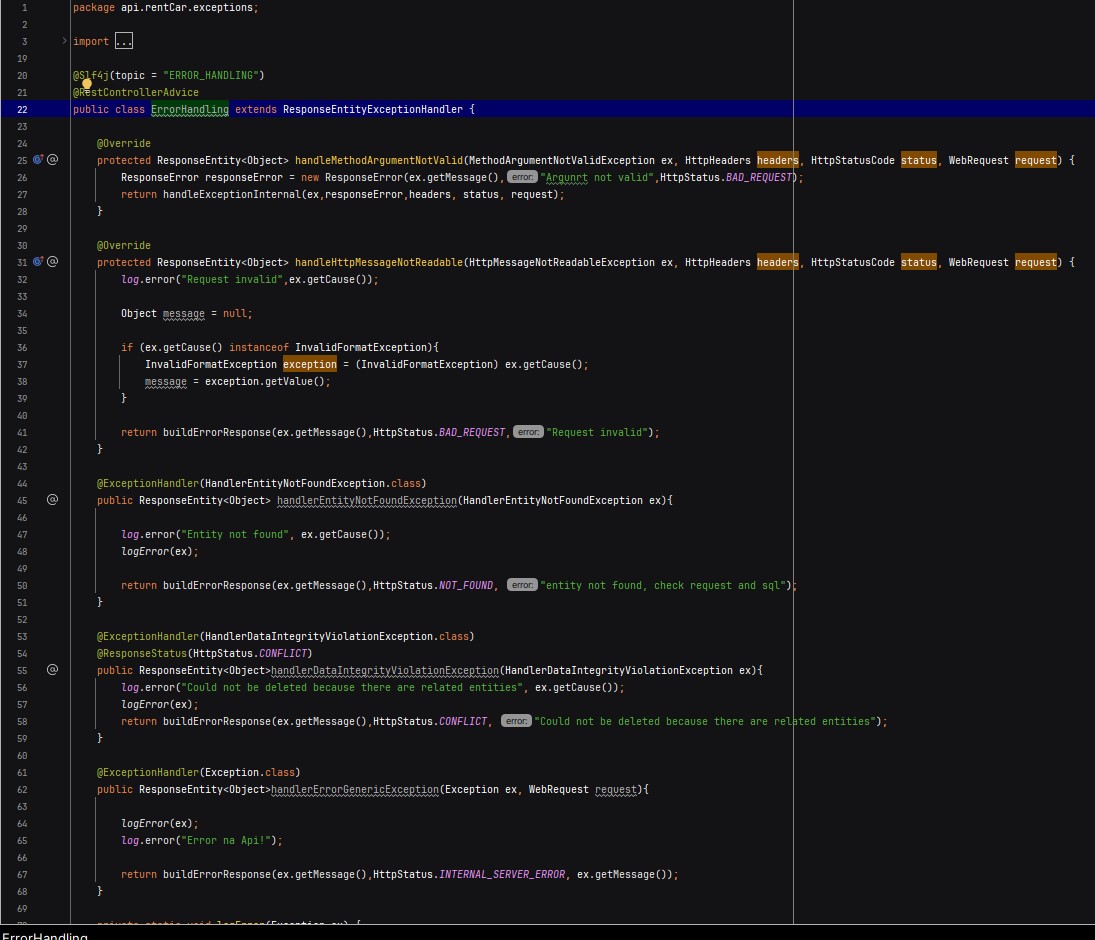 1 package api.rentCar.exceptions;
2
3 import ...
19
20 @Slf4j(topic = "ERROR_HANDLING")
21 @RestControllerAdvice
22 public class ErrorHandling extends ResponseEntityExceptionHandler {
23
24 @Override
25 protected ResponseEntity<Object> handleMethodArgumentNotValid(MethodArgumentNotValidException ex, HttpHeaders headers, HttpStatusCode status, WebRequest request) {
26 ResponseError responseError = new ResponseError(ex.getMessage(), error: "Argunrt not valid",HttpStatus.BAD_REQUEST);
27 return handleExceptionInternal(ex,responseError,headers, status, request);
28 }
29
30 @Override
31 protected ResponseEntity<Object> handleHttpMessageNotReadable(HttpMessageNotReadableException ex, HttpHeaders headers, HttpStatusCode status, WebRequest request) {
32 log.error("Request invalid",ex.getCause());
33
34 Object message = null;
35
36 if (ex.getCause() instanceof InvalidFormatException){
37 InvalidFormatException exception = (InvalidFormatException) ex.getCause();
38 message = exception.getValue();
39 }
40
41 return buildErrorResponse(ex.getMessage(),HttpStatus.BAD_REQUEST, error: "Request invalid");
42 }
43
44 @ExceptionHandler(HandlerEntityNotFoundException.class)
45 public ResponseEntity<Object> handlerEntityNotFoundException(HandlerEntityNotFoundException ex){
46
47 log.error("Entity not found", ex.getCause());
48 logError(ex);
49
50 return buildErrorResponse(ex.getMessage(),HttpStatus.NOT_FOUND, error: "entity not found, check request and sql");
51 }
52
53 @ExceptionHandler(HandlerDataIntegrityViolationException.class)
54 @ResponseStatus(HttpStatus.CONFLICT)
55 public ResponseEntity<Object>handlerDataIntegrityViolationException(HandlerDataIntegrityViolationException ex){
56 log.error("Could not be deleted because there are related entities", ex.getCause());
57 logError(ex);
58 return buildErrorResponse(ex.getMessage(),HttpStatus.CONFLICT, error: "Could not be deleted because there are related entities");
59 }
60
61 @ExceptionHandler(Exception.class)
62 public ResponseEntity<Object>handlerErrorGenericException(Exception ex, WebRequest request){
63
64 logError(ex);
65 log.error("Error na Api!");
66
67 return buildErrorResponse(ex.getMessage(),HttpStatus.INTERNAL_SERVER_ERROR, ex.getMessage());
68 }
69
private static void logError(Exception ex) {
ErrorHandling